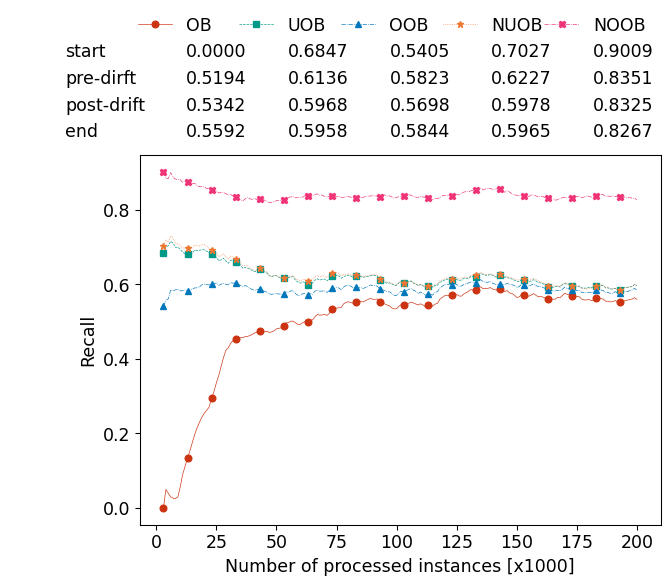 OB UOB OOB NUOB NOOB
start 0.0000 0.6847 0.5405 0.7027 0.9009
pre-dirft 0.5194 0.6136 0.5823 0.6227 0.8351
post-drift 0.5342 0.5968 0.5698 0.5978 0.8325
end 0.5592 0.5958 0.5844 0.5965 0.8267
0.8
0.6
0.4
0.2
0.0
Recall
0 25 50 75 100 125 150 175 200
Number of processed instances [x1000]